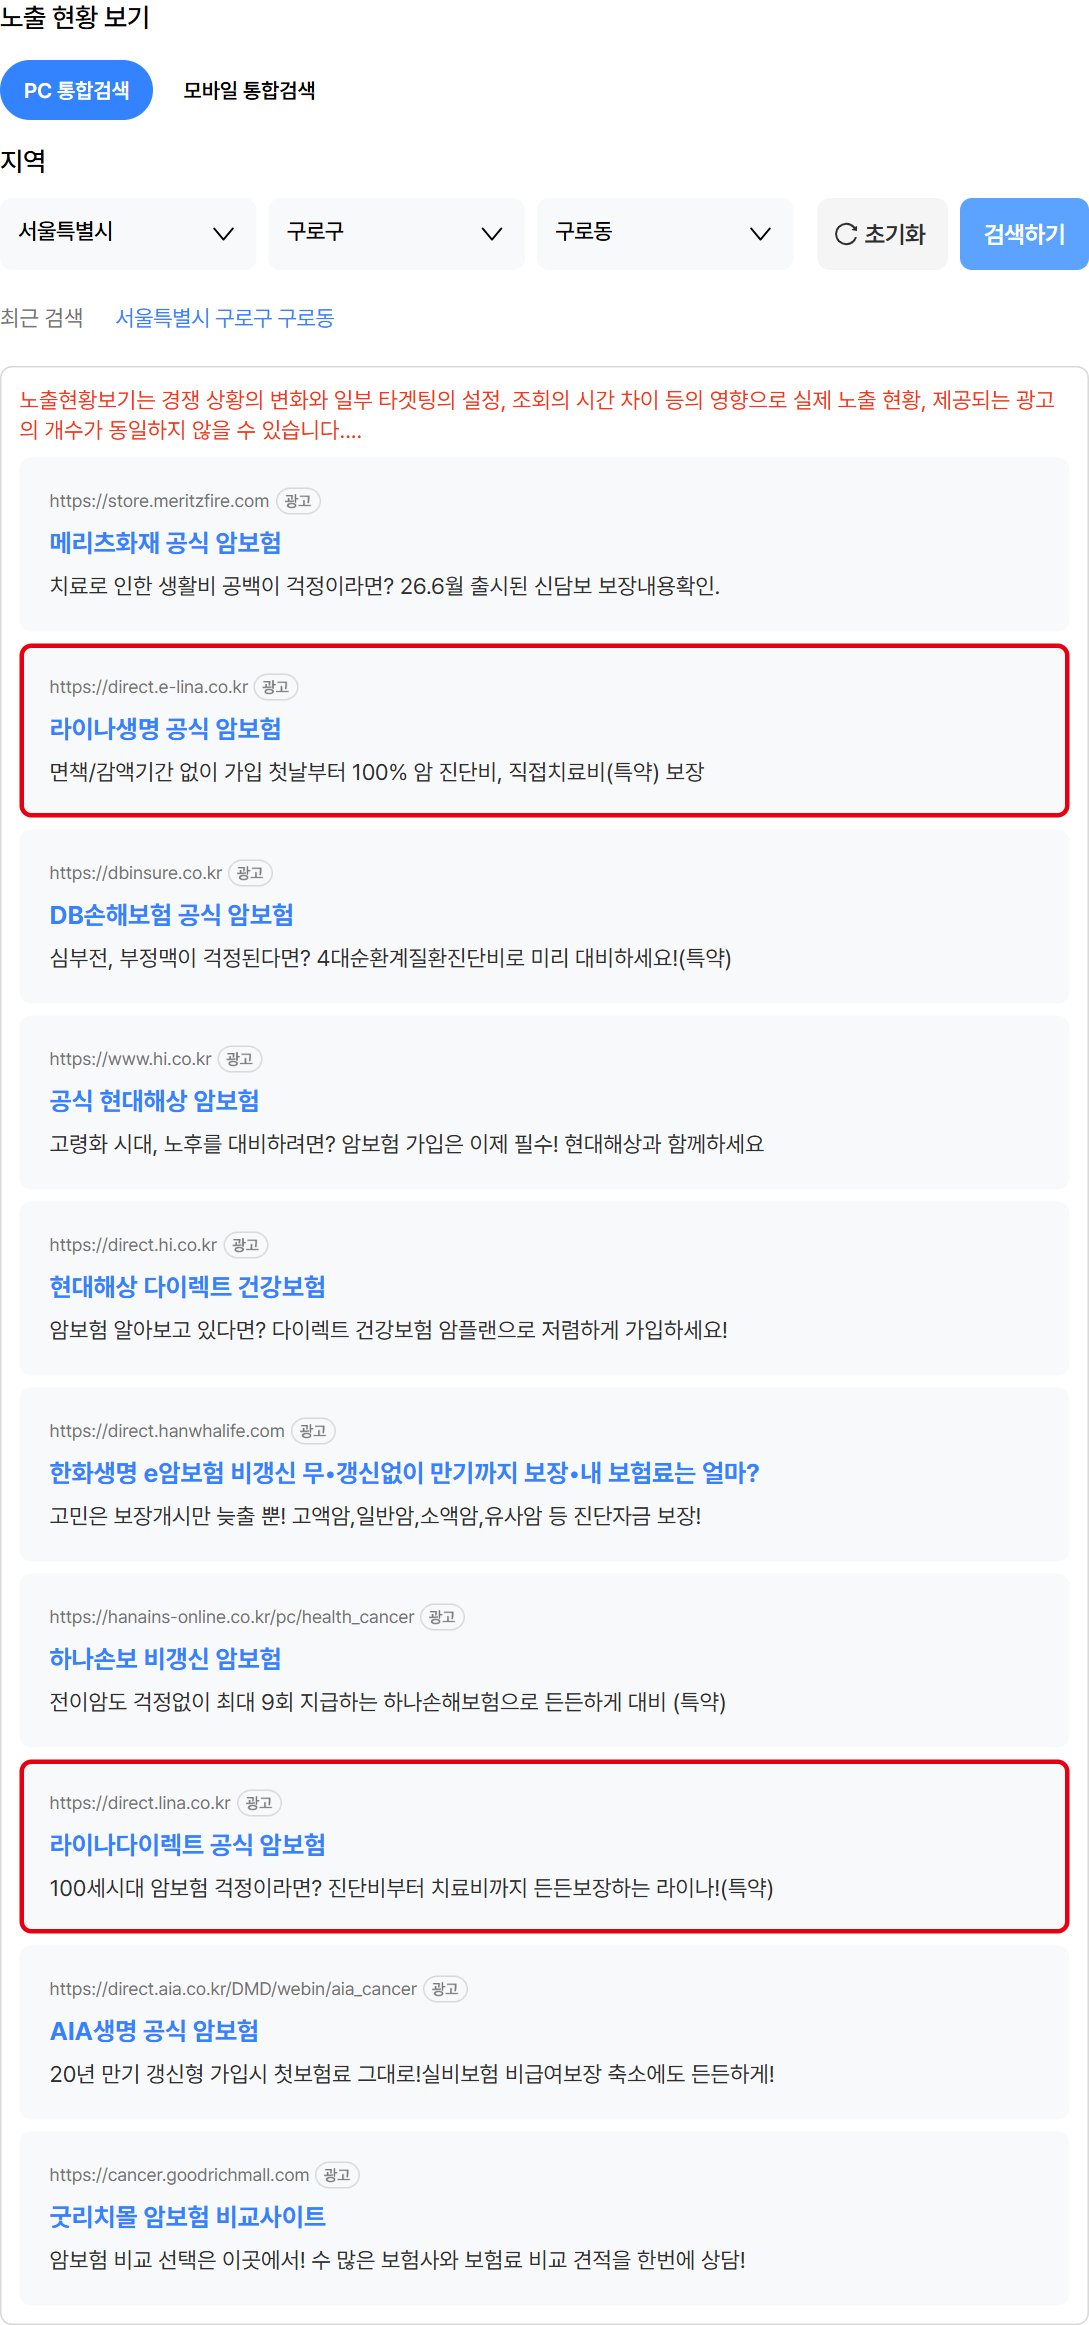 노출 현황 보기
PC 통합검색 모바일 통합검색
지역
서울특별시 구로구 구로동 초기화 검색하기
최근 검색 서울특별시 구로구 구로동
노출현황보기는 경쟁 상황의 변화와 일부 타겟팅의 설정, 조회의 시간 차이 등의 영향으로 실제 노출 현황, 제공되는 광고
의 개수가 동일하지 않을 수 있습니다....
https://store.meritzfire.com 광고
메리츠화재 공식 암보험
치료로 인한 생활비 공백이 걱정이라면? 26.6월 출시된 신담보 보장내용확인.
https://direct.e-lina.co.kr 광고
라이나생명 공식 암보험
면책/감액기간 없이 가입 첫날부터 100% 암 진단비, 직접치료비(특약) 보장
https://dbinsure.co.kr 광고
DB손해보험 공식 암보험
심부전, 부정맥이 걱정된다면? 4대순환계질환진단비로 미리 대비하세요!(특약)
https://www.hi.co.kr 광고
공식 현대해상 암보험
고령화 시대, 노후를 대비하려면? 암보험 가입은 이제 필수! 현대해상과 함께하세요
https://direct.hi.co.kr 광고
현대해상 다이렉트 건강보험
암보험 알아보고 있다면? 다이렉트 건강보험 암플랜으로 저렴하게 가입하세요!
https://direct.hanwhalife.com 광고
한화생명 e암보험 비갱신 무•갱신없이 만기까지 보장•내 보험료는 얼마?
고민은 보장개시만 늦출 뿐! 고액암,일반암,소액암,유사암 등 진단자금 보장!
https://hanains-online.co.kr/pc/health_cancer 광고
하나손보 비갱신 암보험
전이암도 걱정없이 최대 9회 지급하는 하나손해보험으로 든든하게 대비 (특약)
https://direct.lina.co.kr 광고
라이나다이렉트 공식 암보험
100세시대 암보험 걱정이라면? 진단비부터 치료비까지 든든보장하는 라이나!(특약)
https://direct.aia.co.kr/DMD/webin/aia_cancer 광고
AIA생명 공식 암보험
20년 만기 갱신형 가입시 첫보험료 그대로!실비보험 비급여보장 축소에도 든든하게!
https://cancer.goodrichmall.com 광고
굿리치몰 암보험 비교사이트
암보험 비교 선택은 이곳에서! 수 많은 보험사와 보험료 비교 견적을 한번에 상담!